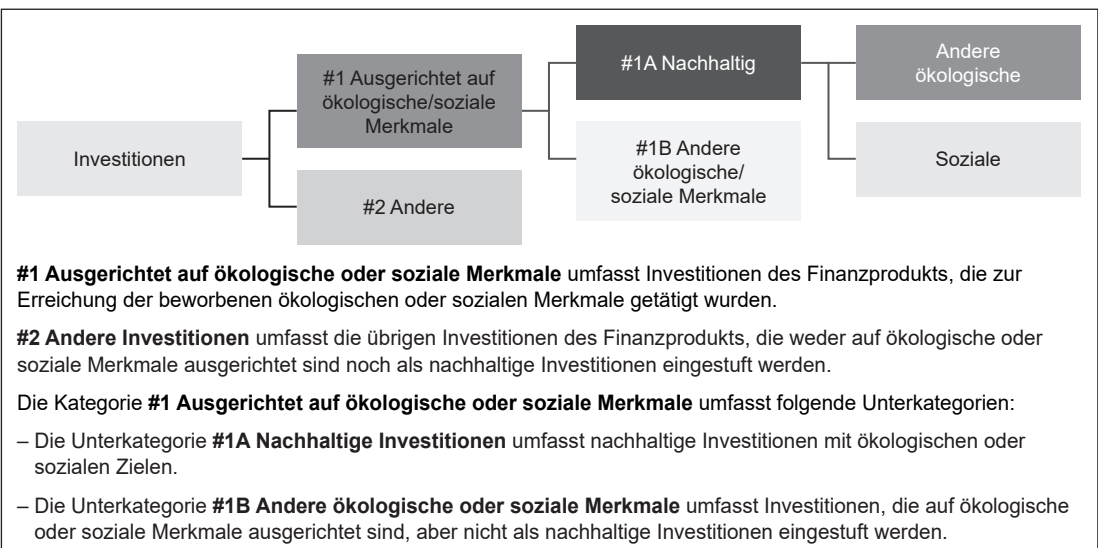 Investitionen
#1 Ausgerichtet auf
ökologische/soziale
Merkmale
#2 Andere
#1A Nachhaltig
#1B Andere
ökologische/
soziale Merkmale
Andere
ökologische
Soziale
#1 Ausgerichtet auf ökologische oder soziale Merkmale umfasst Investitionen des Finanzprodukts, die zur
Erreichung der beworbenen ökologischen oder sozialen Merkmale getätigt wurden.
#2 Andere Investitionen umfasst die übrigen Investitionen des Finanzprodukts, die weder auf ökologische oder
soziale Merkmale ausgerichtet sind noch als nachhaltige Investitionen eingestuft werden.
Die Kategorie #1 Ausgerichtet auf ökologische oder soziale Merkmale umfasst folgende Unterkategorien:
– Die Unterkategorie #1A Nachhaltige Investitionen umfasst nachhaltige Investitionen mit ökologischen oder
sozialen Zielen.
– Die Unterkategorie #1B Andere ökologische oder soziale Merkmale umfasst Investitionen, die auf ökologische
oder soziale Merkmale ausgerichtet sind, aber nicht als nachhaltige Investitionen eingestuft werden.